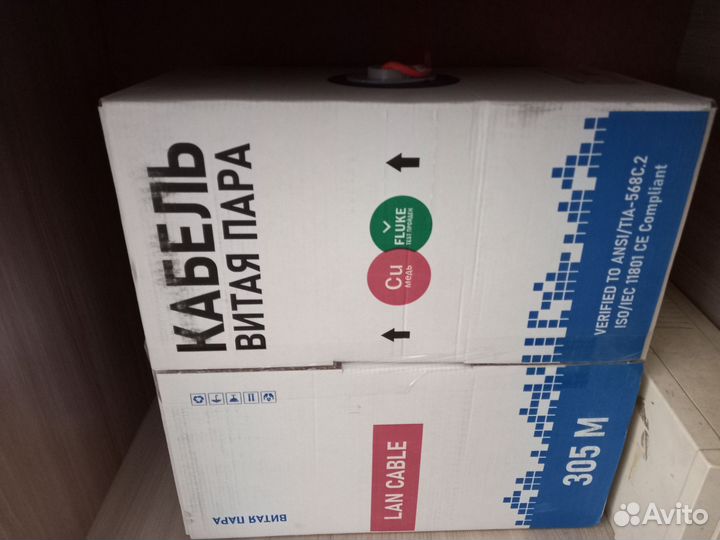 КАБЕЛЬ
ВИТАЯ ПАРА
FLUKE
ТЕСТ ПРОЙДЕН
Cu
медь
VERIFIED TO ANSI/TIA-568C.2
ISO/IEC 11801 CE Compliant
ВИТАЯ ПАРА
LAN CABLE
305 М
Avito